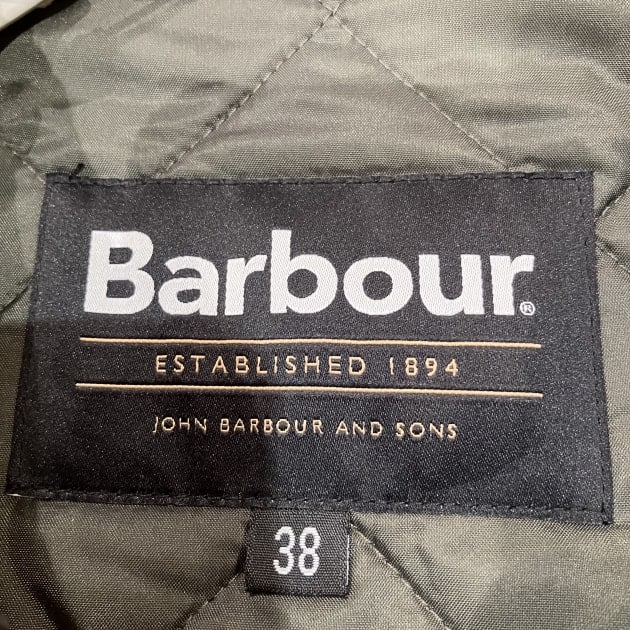 Barbour®
ESTABLISHED 1894
JOHN BARBOUR AND SONS
38